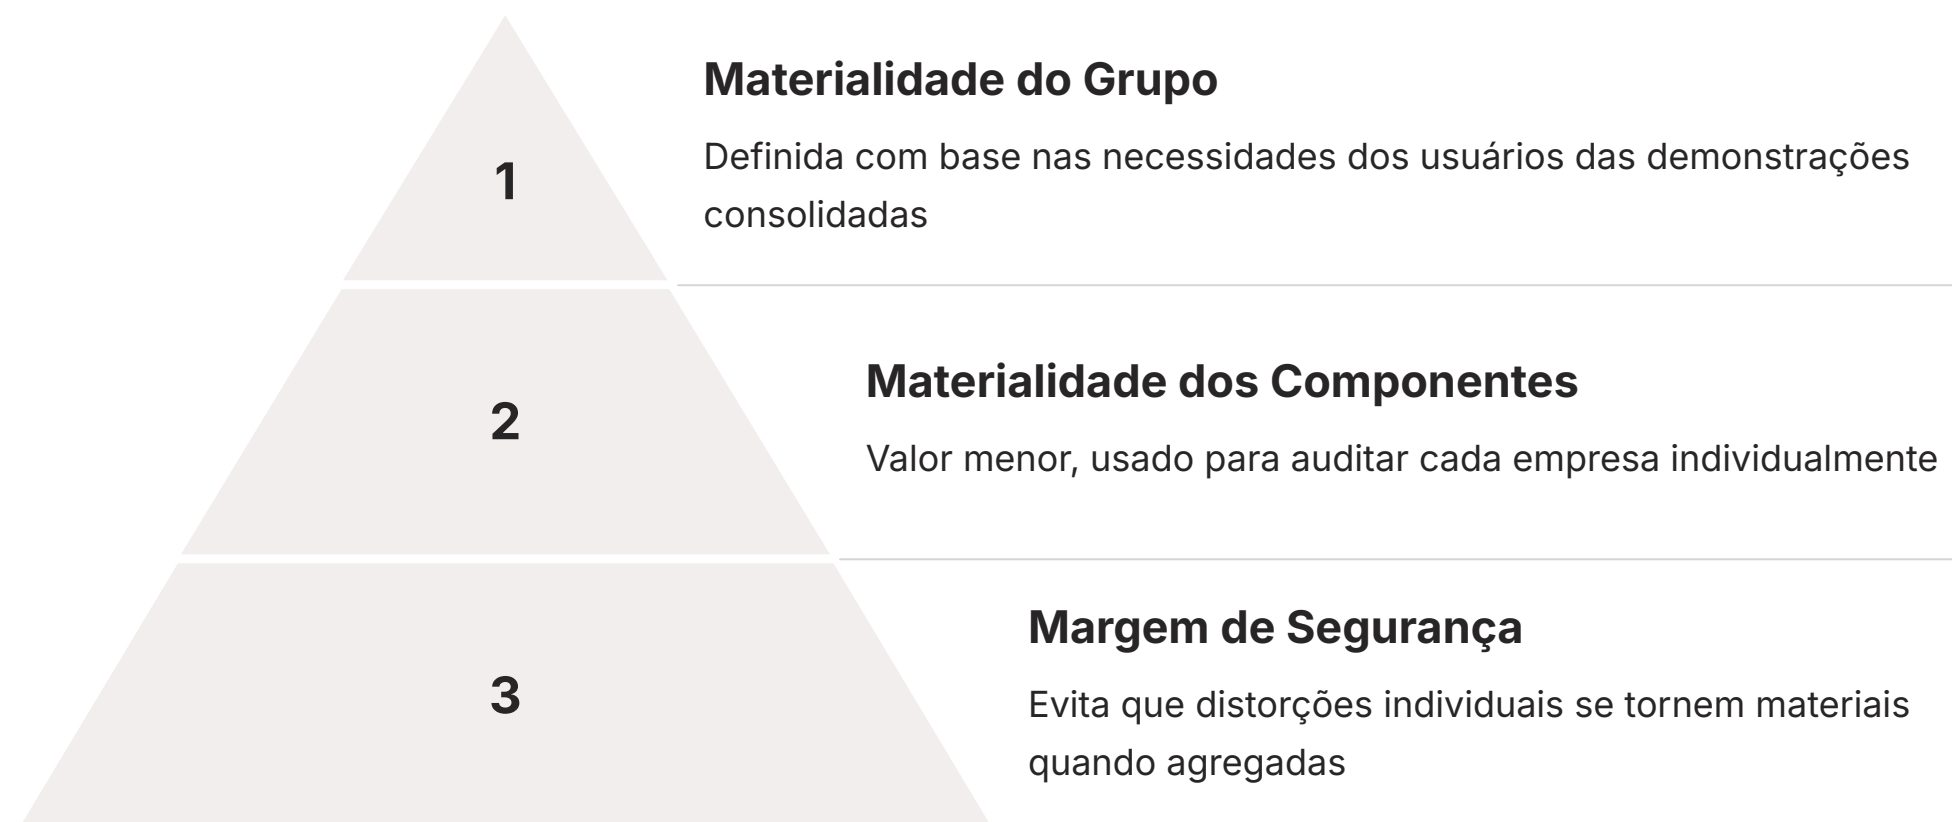 1
Materialidade do Grupo
Definida com base nas necessidades dos usuários das demonstrações
consolidadas
2
Materialidade dos Componentes
Valor menor, usado para auditar cada empresa individualmente
3
Margem de Segurança
Evita que distorções individuais se tornem materiais
quando agregadas